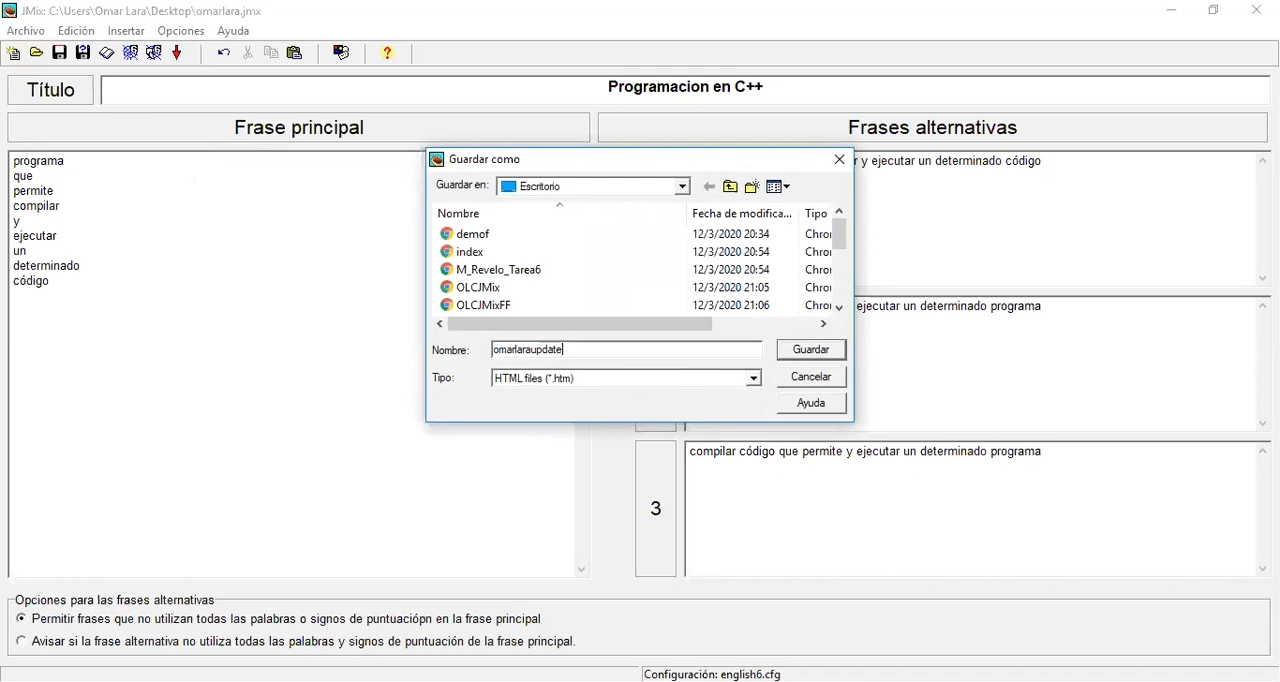 JMix: C:\Users\Omar Lara\Desktop\omarlara.jmx
Archivo Edición Insertar Opciones Ayuda
Título
Programacion en C++
Frase principal
Frases alternativas
programa
que
permite
compilar
y
ejecutar
un
determinado
código
Guardar como
Guardar en: Escritorio
Nombre Fecha de modifica... Tipo
demof 12/3/2020 20:34 Chro
index 12/3/2020 20:54 Chro
M_Revelo_Tarea6 12/3/2020 20:54 Chro
OLCJMix 12/3/2020 21:05 Chro
OLCJMixFF 12/3/2020 21:06 Chro
Nombre: omarlaraupdate Guardar
Tipo: HTML files (*.htm) Cancelar
Ayuda
y ejecutar un determinado código
ejecutar un determinado programa
3
compilar código que permite y ejecutar un determinado programa
Opciones para las frases alternativas
Permitir frases que no utilizan todas las palabras o signos de puntuaciópn en la frase principal
Avisar si la frase alternativa no utiliza todas las palabras y signos de puntuación de la frase principal.
Configuración: english6.cfg